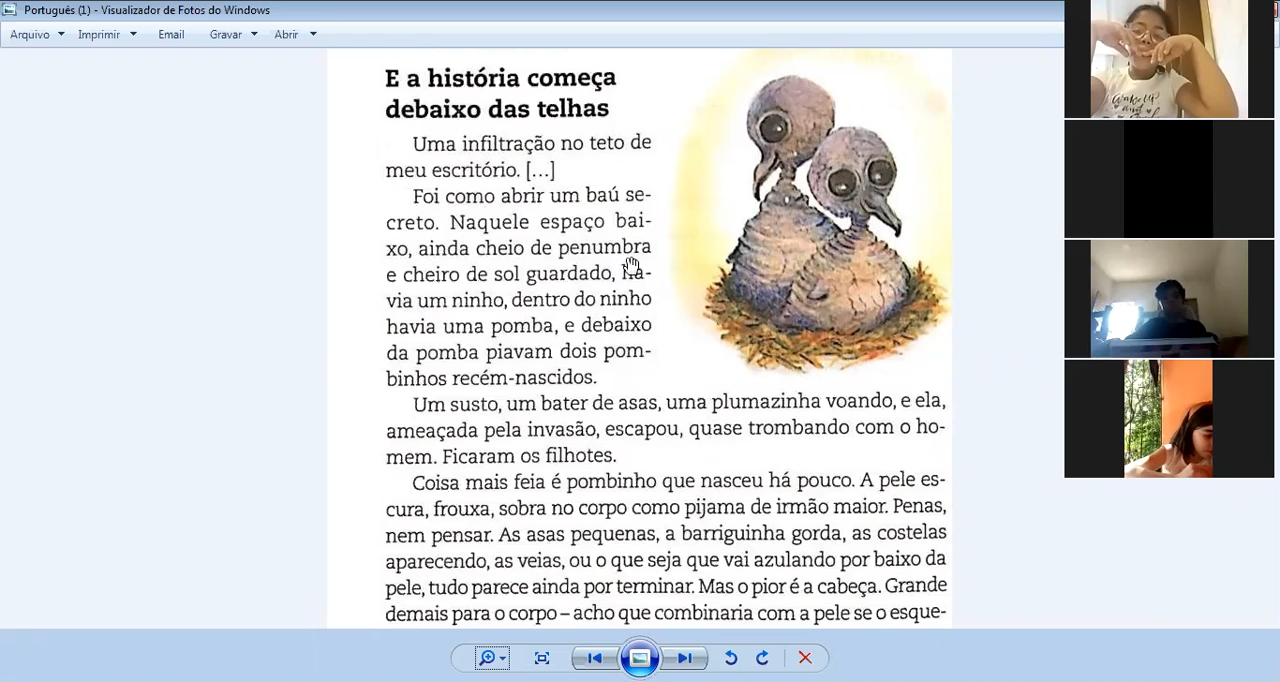 Português (1) - Visualizador de Fotos do Windows
Arquivo Imprimir Email Gravar Abrir
E a história começa
debaixo das telhas
Uma infiltração no teto de
meu escritório. [...]
Foi como abrir um baú se-
creto. Naquele espaço bai-
xo, ainda cheio de penumbra
e cheiro de sol guardado, ha-
via um ninho, dentro do ninho
havia uma pomba, e debaixo
da pomba piavam dois pom-
binhos recém-nascidos.
Um susto, um bater de asas, uma plumazinha voando, e ela,
ameaçada pela invasão, escapou, quase trombando com o ho-
mem. Ficaram os filhotes.
Coisa mais feia é pombinho que nasceu há pouco. A pele es-
cura, frouxa, sobra no corpo como pijama de irmão maior. Penas,
nem pensar. As asas pequenas, a barriguinha gorda, as costelas
aparecendo, as veias, ou o que seja que vai azulando por baixo da
pele, tudo parece ainda por terminar. Mas o pior é a cabeça. Grande
demais para o corpo – acho que combinaria com a pele se o esque-